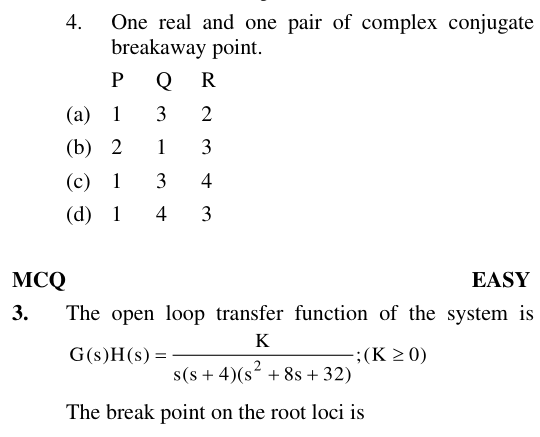 4. One real and one pair of complex conjugate
breakaway point.
P Q R
(a) 1 3 2
(b) 2 1 3
(c) 1 3 4
(d) 1 4 3
MCQ EASY
3. The open loop transfer function of the system is
G(s)H(s) = K / s(s + 4)(s² + 8s + 32) ; (K ≥ 0)
The break point on the root loci is